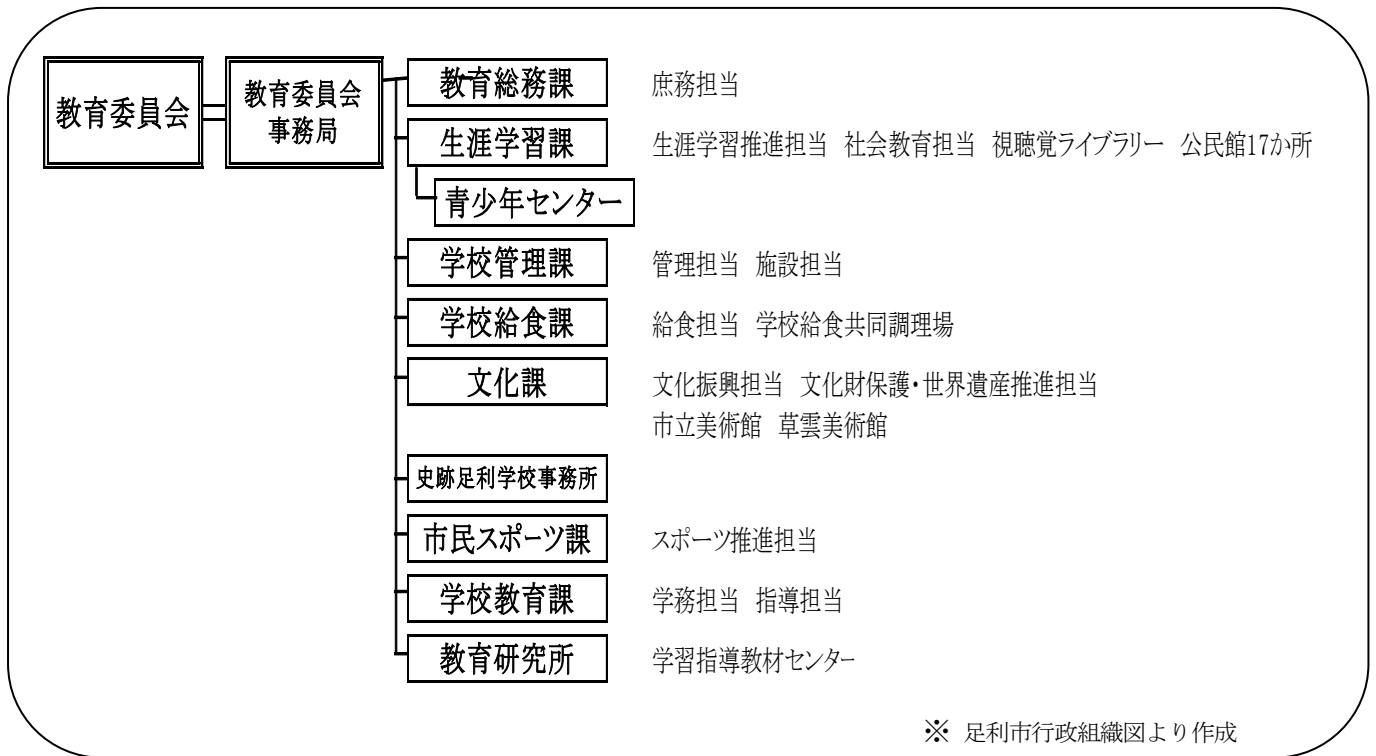 教育委員会
教育委員会
事務局
教育総務課 庶務担当
生涯学習課 生涯学習推進担当 社会教育担当 視聴覚ライブラリー 公民館17か所
青少年センター
学校管理課 管理担当 施設担当
学校給食課 給食担当 学校給食共同調理場
文化課 文化振興担当 文化財保護・世界遺産推進担当
市立美術館 草雲美術館
史跡足利学校事務所
市民スポーツ課 スポーツ推進担当
学校教育課 学務担当 指導担当
教育研究所 学習指導教材センター
※ 足利市行政組織図より作成